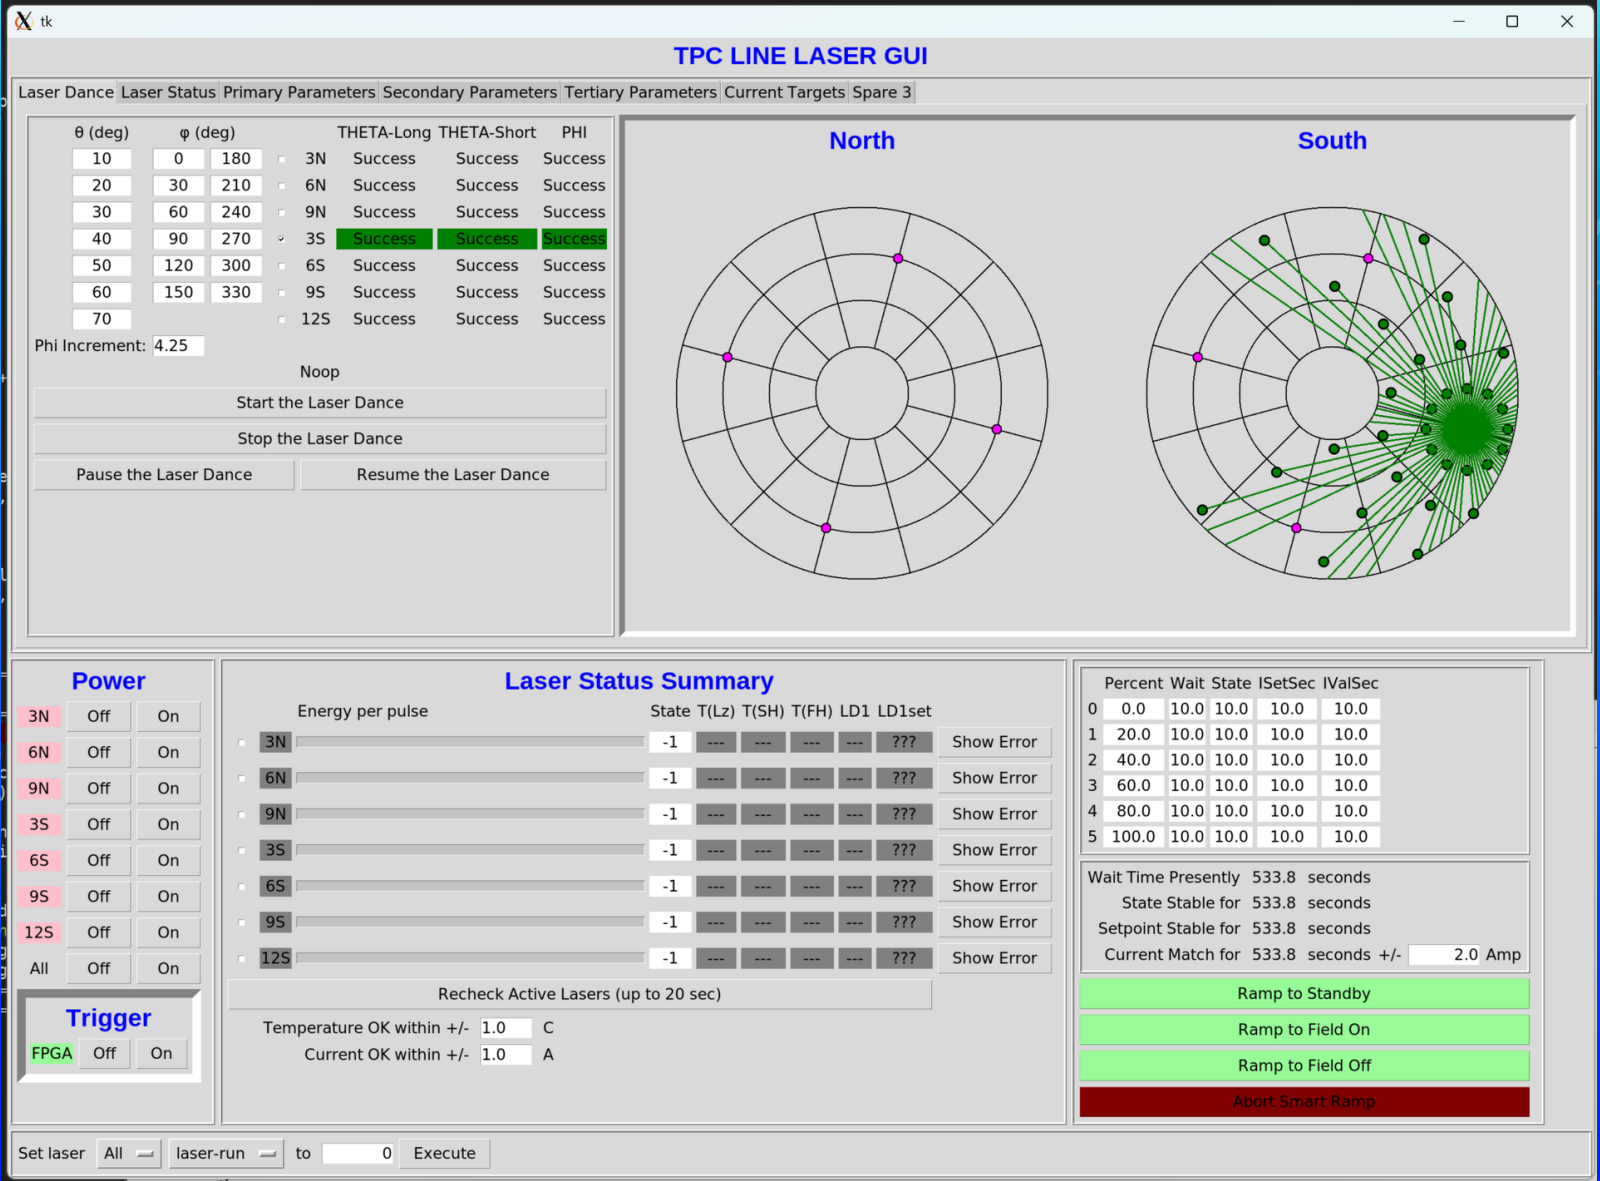 tk
TPC LINE LASER GUI
Laser Dance Laser Status Primary Parameters Secondary Parameters Tertiary Parameters Current Targets Spare 3
θ (deg) φ (deg) THETA-Long THETA-Short PHI
10 0 180 3N Success Success Success
20 30 210 6N Success Success Success
30 60 240 9N Success Success Success
40 90 270 3S Success Success Success
50 120 300 6S Success Success Success
60 150 330 9S Success Success Success
70 12S Success Success Success
Phi Increment: 4.25
Noop
Start the Laser Dance
Stop the Laser Dance
Pause the Laser Dance Resume the Laser Dance
North South
Power
3N Off On
6N Off On
9N Off On
3S Off On
6S Off On
9S Off On
12S Off On
All Off On
Trigger
FPGA Off On
Laser Status Summary
Energy per pulse State T(Lz) T(SH) T(FH) LD1 LD1set
3N -1 --- --- --- --- ??? Show Error
6N -1 --- --- --- --- ??? Show Error
9N -1 --- --- --- --- ??? Show Error
3S -1 --- --- --- --- ??? Show Error
6S -1 --- --- --- --- ??? Show Error
9S -1 --- --- --- --- ??? Show Error
12S -1 --- --- --- --- ??? Show Error
Recheck Active Lasers (up to 20 sec)
Temperature OK within +/- 1.0 C
Current OK within +/- 1.0 A
Percent Wait State ISetSec IValSec
0 0.0 10.0 10.0 10.0 10.0
1 20.0 10.0 10.0 10.0 10.0
2 40.0 10.0 10.0 10.0 10.0
3 60.0 10.0 10.0 10.0 10.0
4 80.0 10.0 10.0 10.0 10.0
5 100.0 10.0 10.0 10.0 10.0
Wait Time Presently 533.8 seconds
State Stable for 533.8 seconds
Setpoint Stable for 533.8 seconds
Current Match for 533.8 seconds +/- 2.0 Amp
Ramp to Standby
Ramp to Field On
Ramp to Field Off
Abort Smart Ramp
Set laser All laser-run to 0 Execute